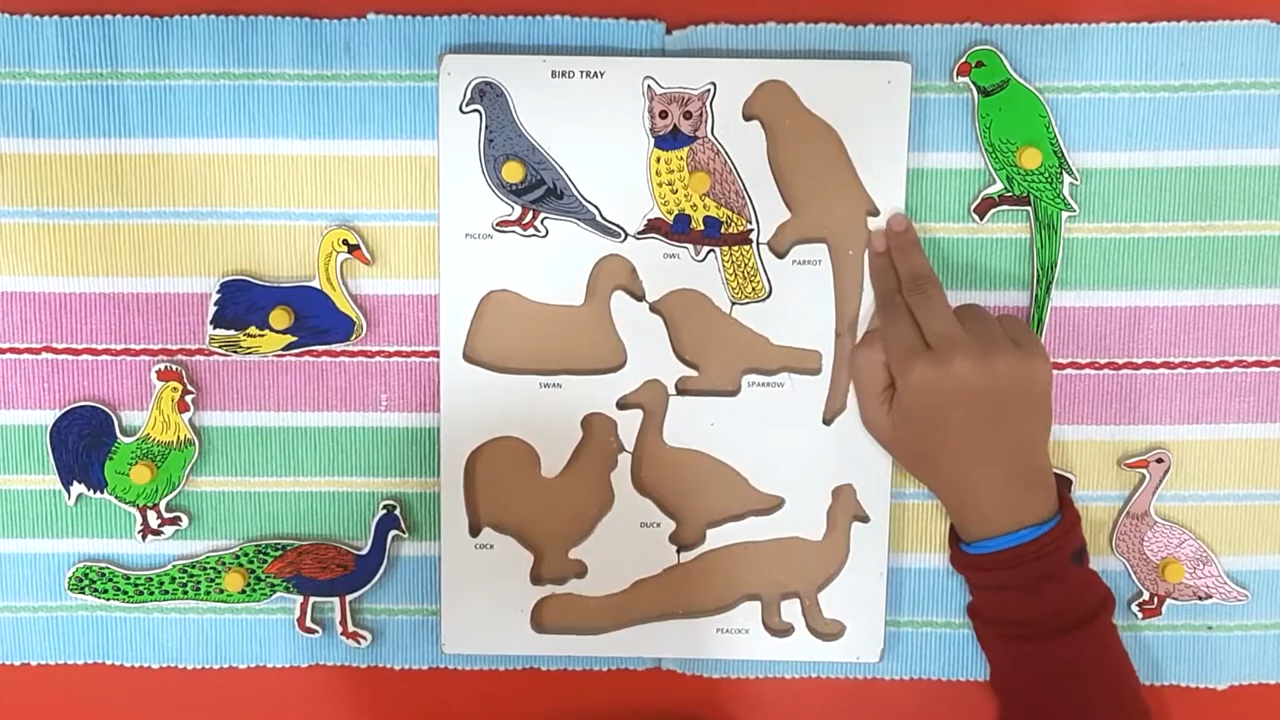 BIRD TRAY
PIGEON
OWL
PARROT
SWAN
SPARROW
DUCK
COCK
PEACOCK